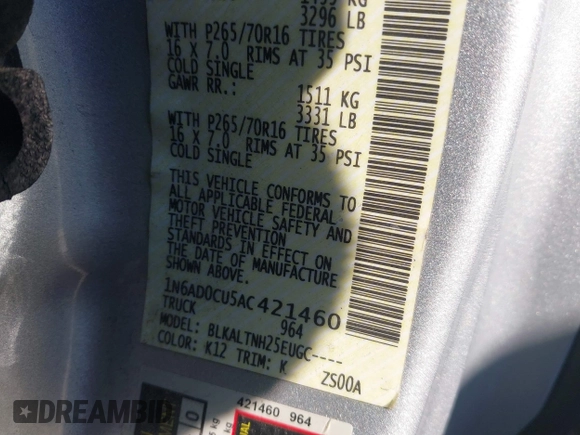 3296 LB
WITH P265/70R16 TIRES
16 X 7.0 RIMS AT 35 PSI
COLD SINGLE
GAWR RR.:
1511 KG
3331 LB
WITH P265/70R16 TIRES
16 X 7.0 RIMS AT 35 PSI
COLD SINGLE
THIS VEHICLE CONFORMS TO
ALL APPLICABLE FEDERAL
MOTOR VEHICLE SAFETY AND
THEFT PREVENTION
STANDARDS IN EFFECT ON
THE DATE OF MANUFACTURE
SHOWN ABOVE.
1N6AD0CU5AC421460
TRUCK 964
MODEL: BLKALTNH25EUGC----
COLOR: K12 TRIM: K ZS00A
421460 964
DREAMBID